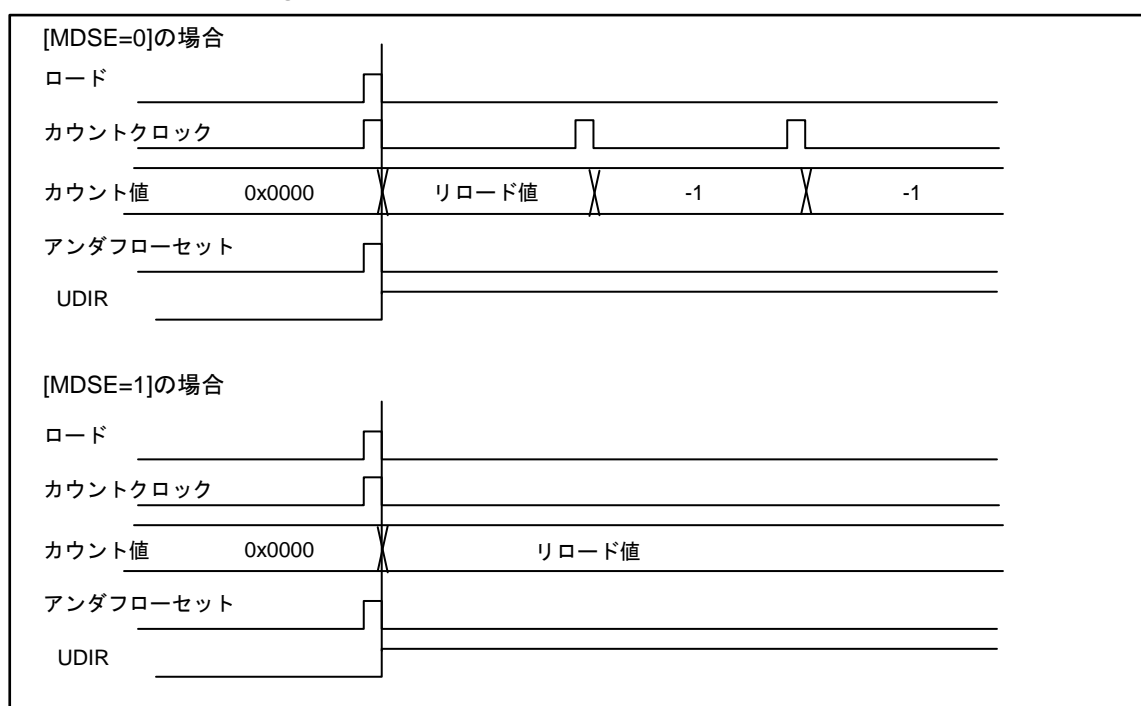 [MDSE=0]の場合
ロード
カウントクロック
カウント値 0x0000 リロード値 -1 -1
アンダフローセット
UDIR
[MDSE=1]の場合
ロード
カウントクロック
カウント値 0x0000 リロード値
アンダフローセット
UDIR